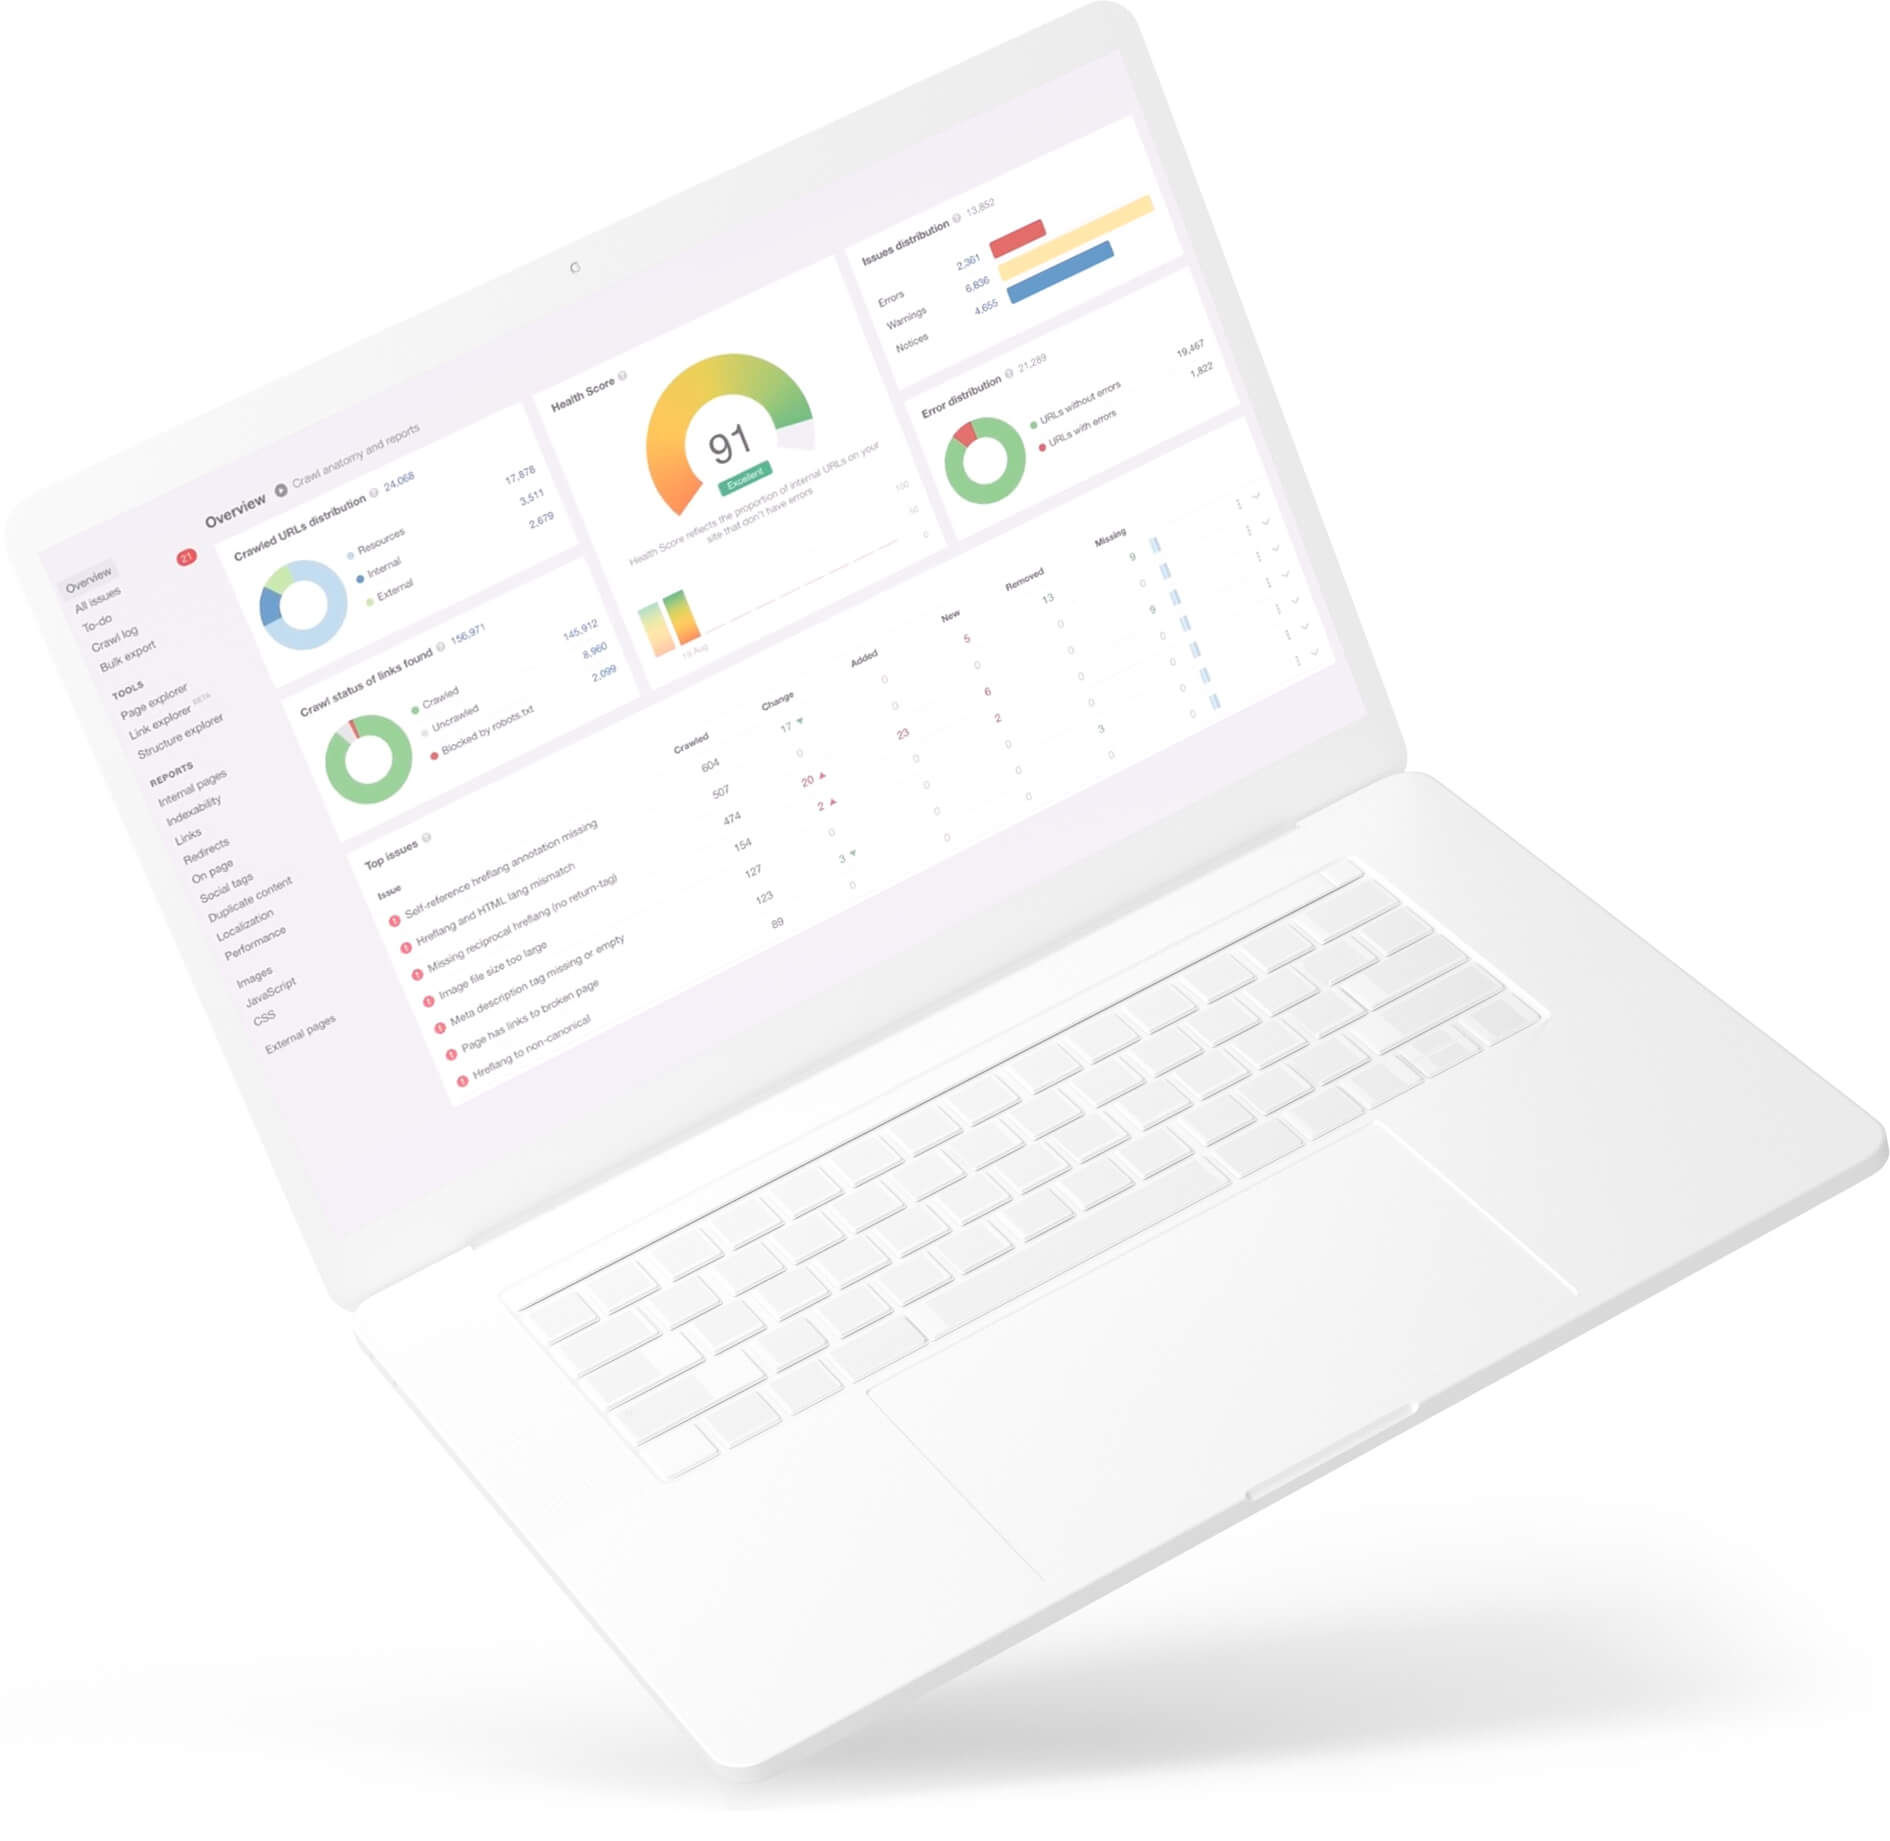 Overview
All issues 21
To-do
Crawl log
Bulk export
TOOLS
Page explorer
Link explorer BETA
Structure explorer
REPORTS
Internal pages
Indexability
Links
Redirects
On page
Social tags
Duplicate content
Localization
Performance
Images
JavaScript
CSS
External pages
Overview Crawl anatomy and reports
Crawled URLs distribution 24,068
Resources 17,878
Internal 3,511
External 2,679
Crawl status of links found 156,971
Crawled 145,912
Uncrawled 8,960
Blocked by robots.txt 2,099
Health Score
91
Excellent
Health Score reflects the proportion of internal URLs on your
site that don't have errors
100
50
0
19 Aug
Issues distribution 13,852
Errors 2,361
Warnings 6,836
Notices 4,655
Error distribution 21,289
URLs without errors 19,467
URLs with errors 1,822
Top issues
Issue Crawled Change Added New Removed Missing
Self-reference hreflang annotation missing 604 17 0 5 13 9
Hreflang and HTML lang mismatch 507 0 0 0 0 0
Missing reciprocal hreflang (no return-tag) 474 20 23 6 0 9
Image file size too large 154 2 0 2 0 0
Meta description tag missing or empty 127 0 0 0 0 0
Page has links to broken page 123 3 0 0 3 0
Hreflang to non-canonical 89 0 0 0 0 0